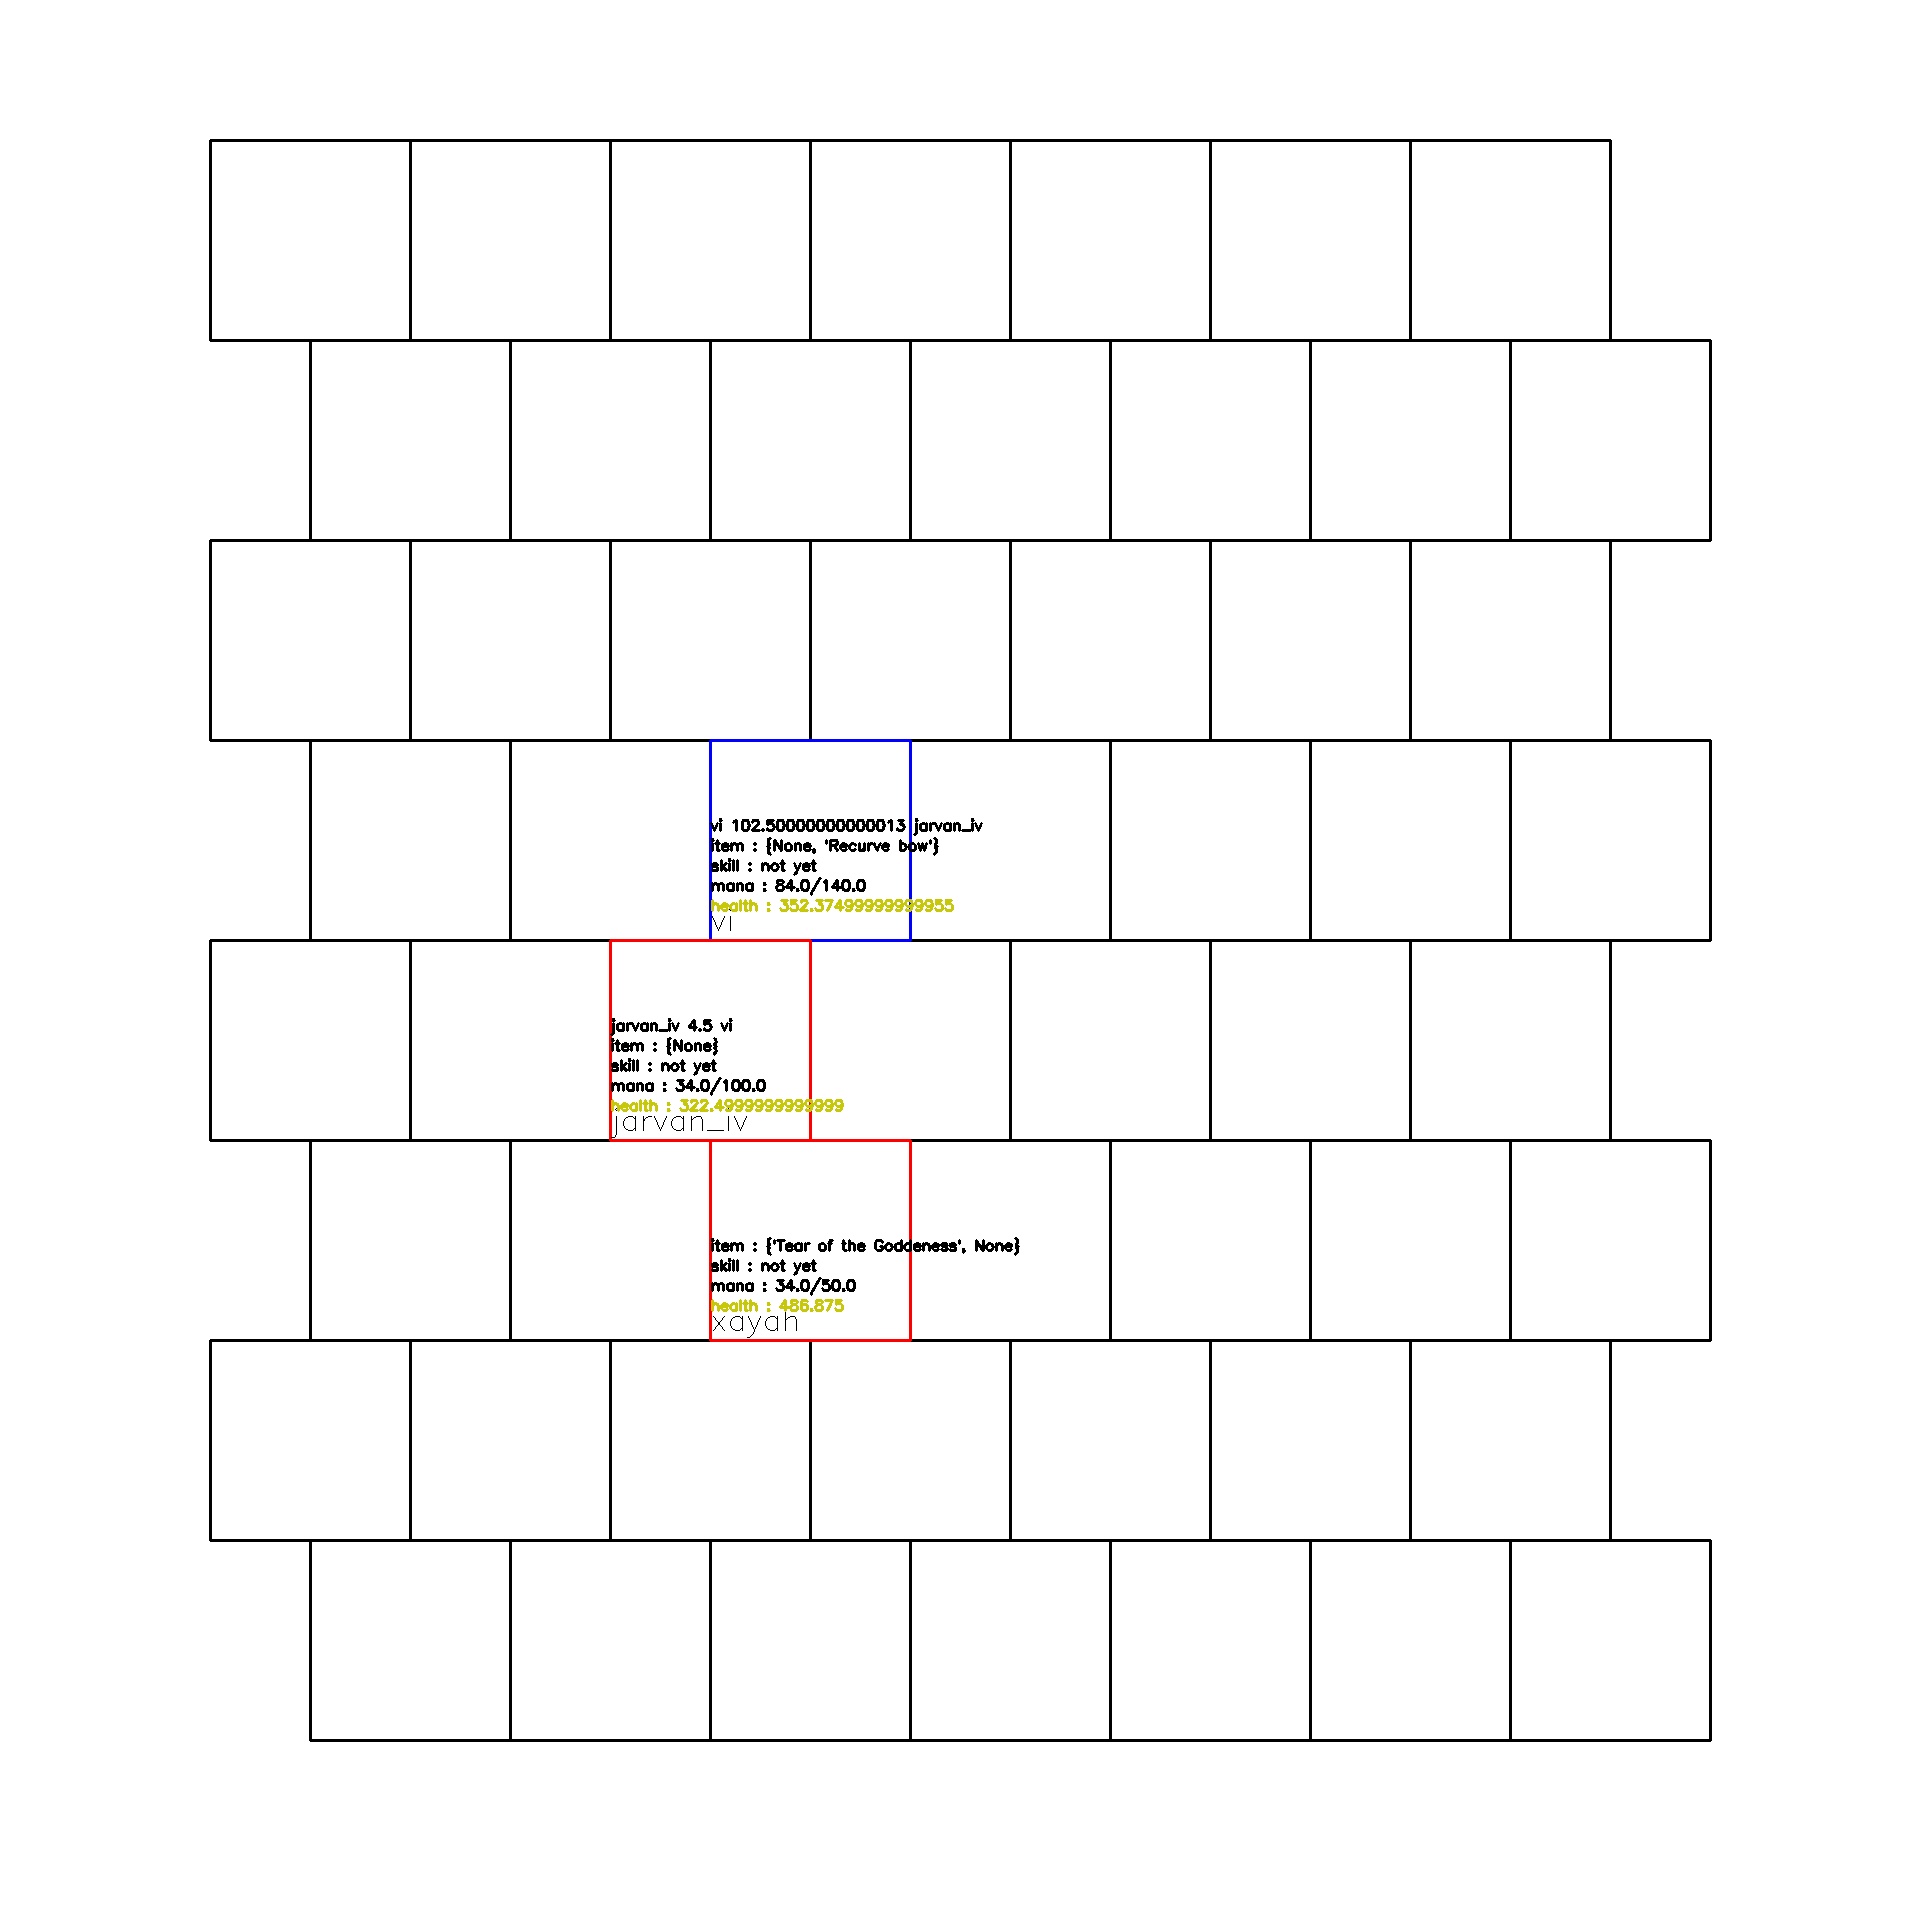 vi 102.50000000000013 jarvan_iv
item : {None, 'Recurve bow'}
skill : not yet
mana : 84.0/140.0
health : 352.37499999999955
vi
jarvan_iv 4.5 vi
item : {None}
skill : not yet
mana : 34.0/100.0
health : 322.4999999999999
jarvan_iv
item : {'Tear of the Goddeness', None}
skill : not yet
mana : 34.0/50.0
health : 486.875
xayah